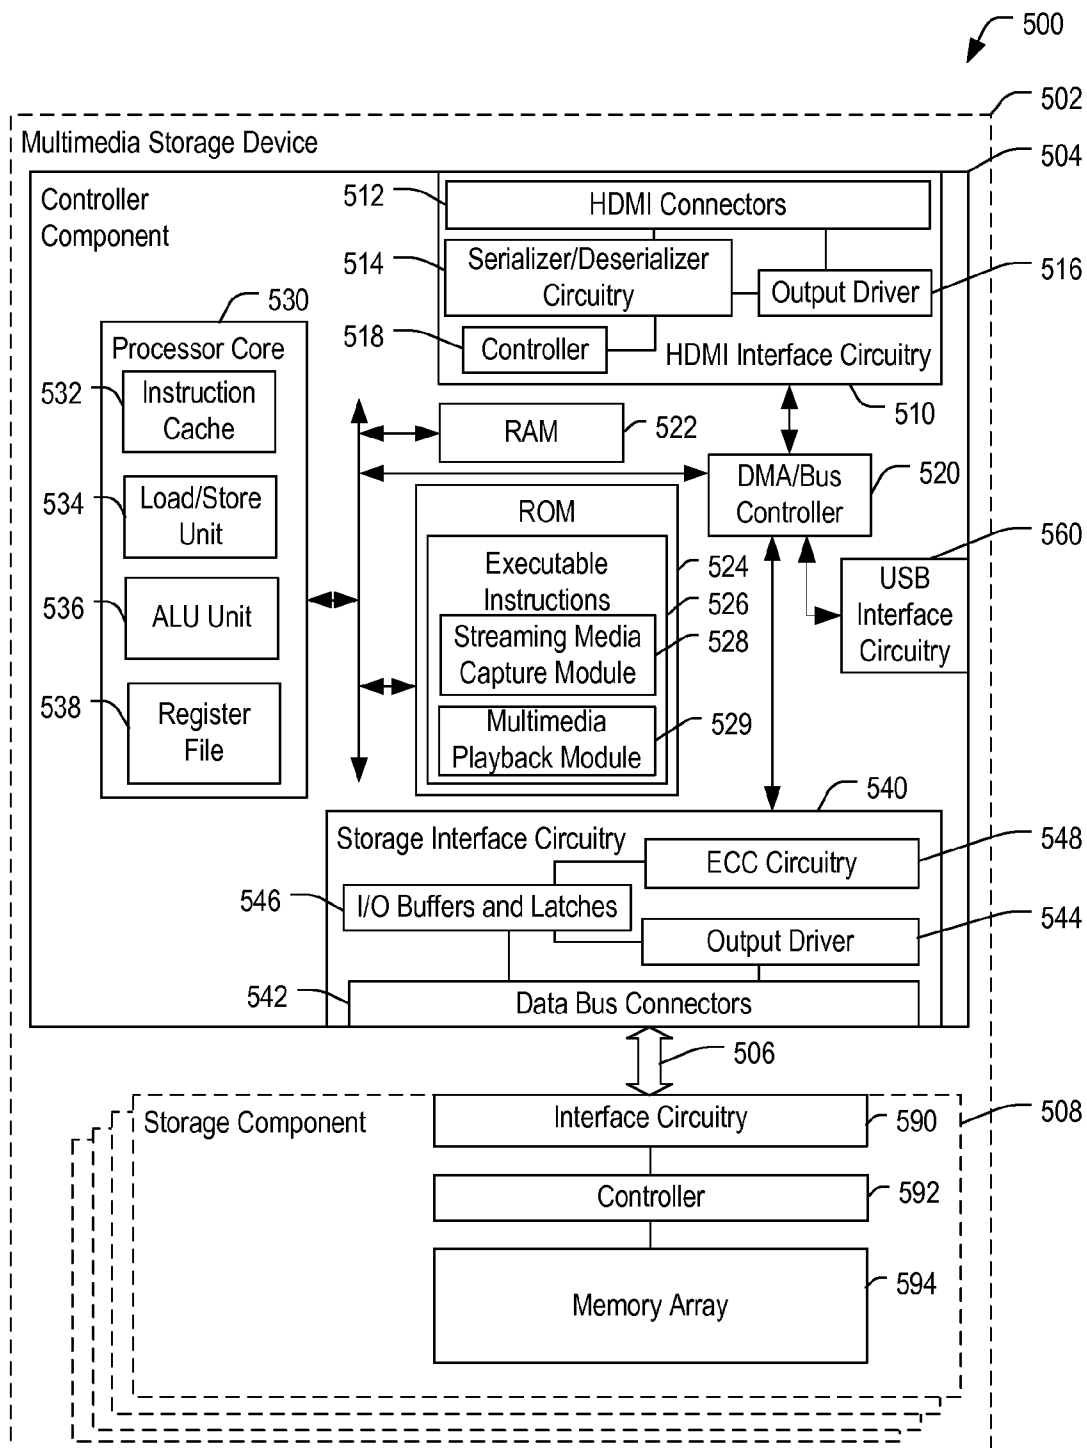 500
502
Multimedia Storage Device
504
Controller
Component
512
HDMI Connectors
514
Serializer/Deserializer
Circuitry
516
Output Driver
518
Controller
HDMI Interface Circuitry
510
530
Processor Core
532
Instruction
Cache
534
Load/Store
Unit
536
ALU Unit
538
Register
File
RAM
522
DMA/Bus
Controller
520
ROM
524
Executable
Instructions
526
Streaming Media
Capture Module
528
Multimedia
Playback Module
529
560
USB
Interface
Circuitry
540
Storage Interface Circuitry
ECC Circuitry
548
546
I/O Buffers and Latches
Output Driver
544
542
Data Bus Connectors
506
Storage Component
508
Interface Circuitry
590
Controller
592
Memory Array
594